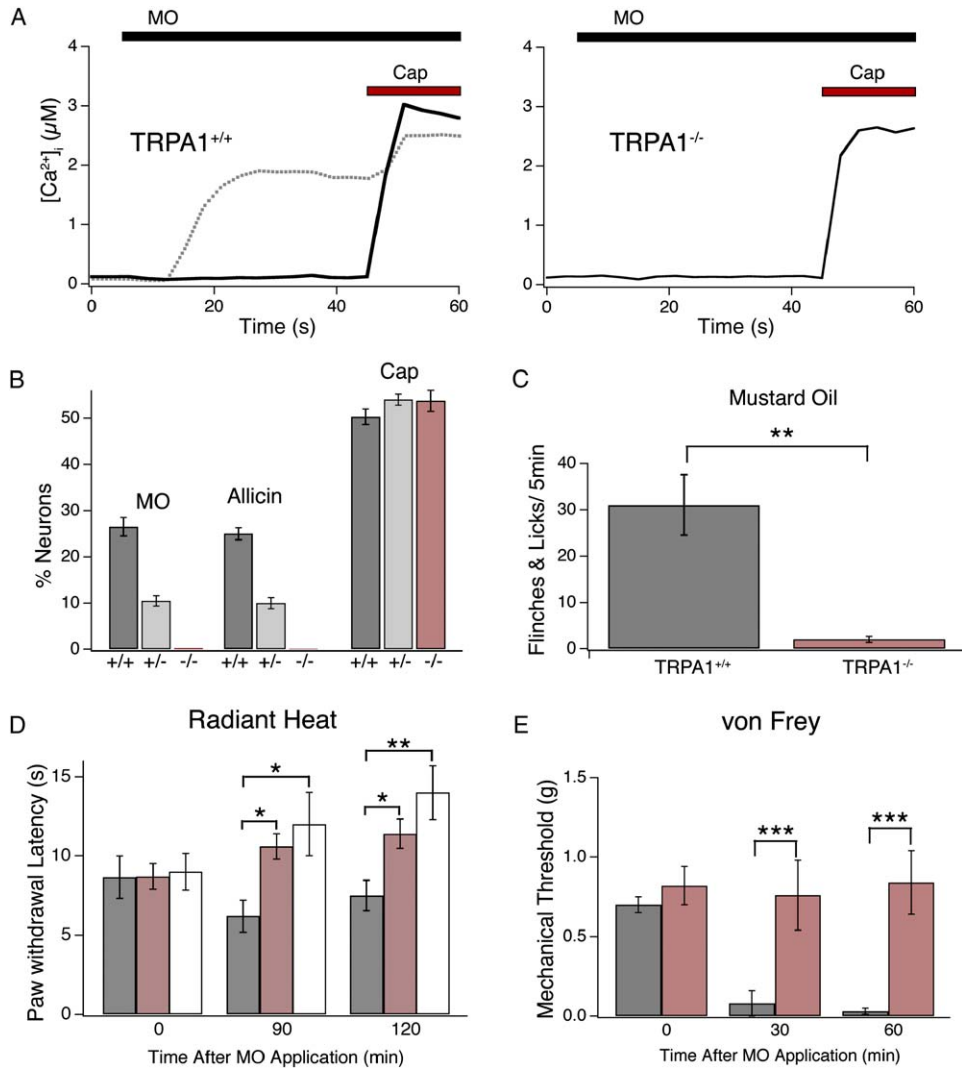 A
MO
Cap
TRPA1+/+
[Ca2+]i (µM)
4
3
2
1
0
0 20 40 60
Time (s)
MO
Cap
TRPA1-/-
4
3
2
1
0
0 20 40 60
Time (s)
B
MO
Allicin
Cap
% Neurons
50
40
30
20
10
0
+/+ +/- -/- +/+ +/- -/- +/+ +/- -/-
C
Mustard Oil
**
Flinches & Licks/ 5min
40
30
20
10
0
TRPA1+/+ TRPA1-/-
D
Radiant Heat
* * * **
Paw withdrawal Latency (s)
15
10
5
0
0 90 120
Time After MO Application (min)
E
von Frey
*** ***
Mechanical Threshold (g)
1.5
1.0
0.5
0.0
0 30 60
Time After MO Application (min)